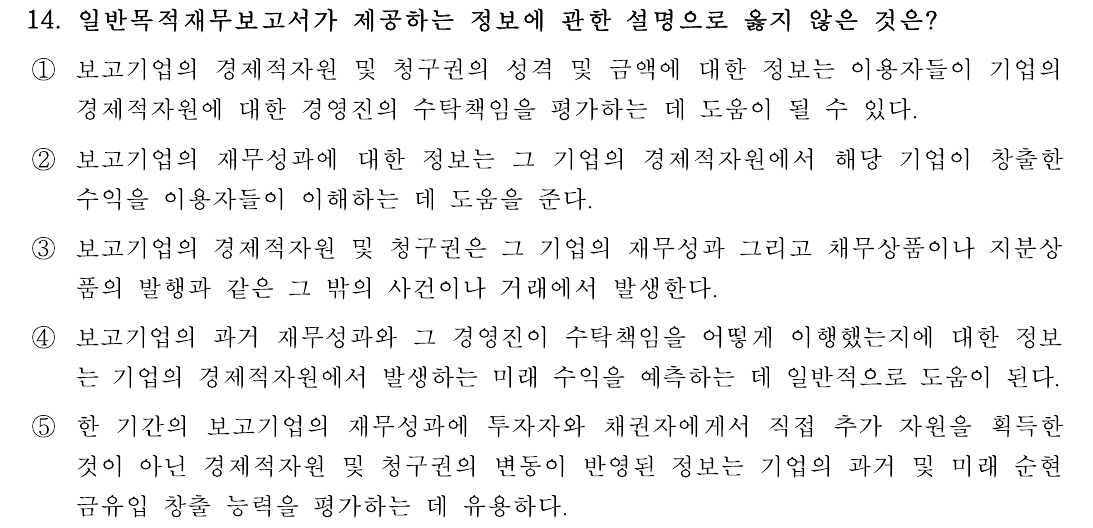 14. 일반목적재무보고서가 제공하는 정보에 관한 설명으로 옳지 않은 것은?
① 보고기업의 경제적자원 및 청구권의 성격 및 금액에 대한 정보는 이용자들이 기업의
경제적자원에 대한 경영진의 수탁책임을 평가하는 데 도움이 될 수 있다.
② 보고기업의 재무성과에 대한 정보는 그 기업의 경제적자원에서 해당 기업이 창출한
수익을 이용자들이 이해하는 데 도움을 준다.
③ 보고기업의 경제적자원 및 청구권은 그 기업의 재무성과 그리고 채무상품이나 지분상
품의 발행과 같은 그 밖의 사건이나 거래에서 발생한다.
④ 보고기업의 과거 재무성과와 그 경영진이 수탁책임을 어떻게 이행했는지에 대한 정보
는 기업의 경제적자원에서 발생하는 미래 수익을 예측하는 데 일반적으로 도움이 된다.
⑤ 한 기간의 보고기업의 재무성과에 투자자와 채권자에게서 직접 추가 자원을 획득한
것이 아닌 경제적자원 및 청구권의 변동이 반영된 정보는 기업의 과거 및 미래 순현
금유입 창출 능력을 평가하는 데 유용하다.